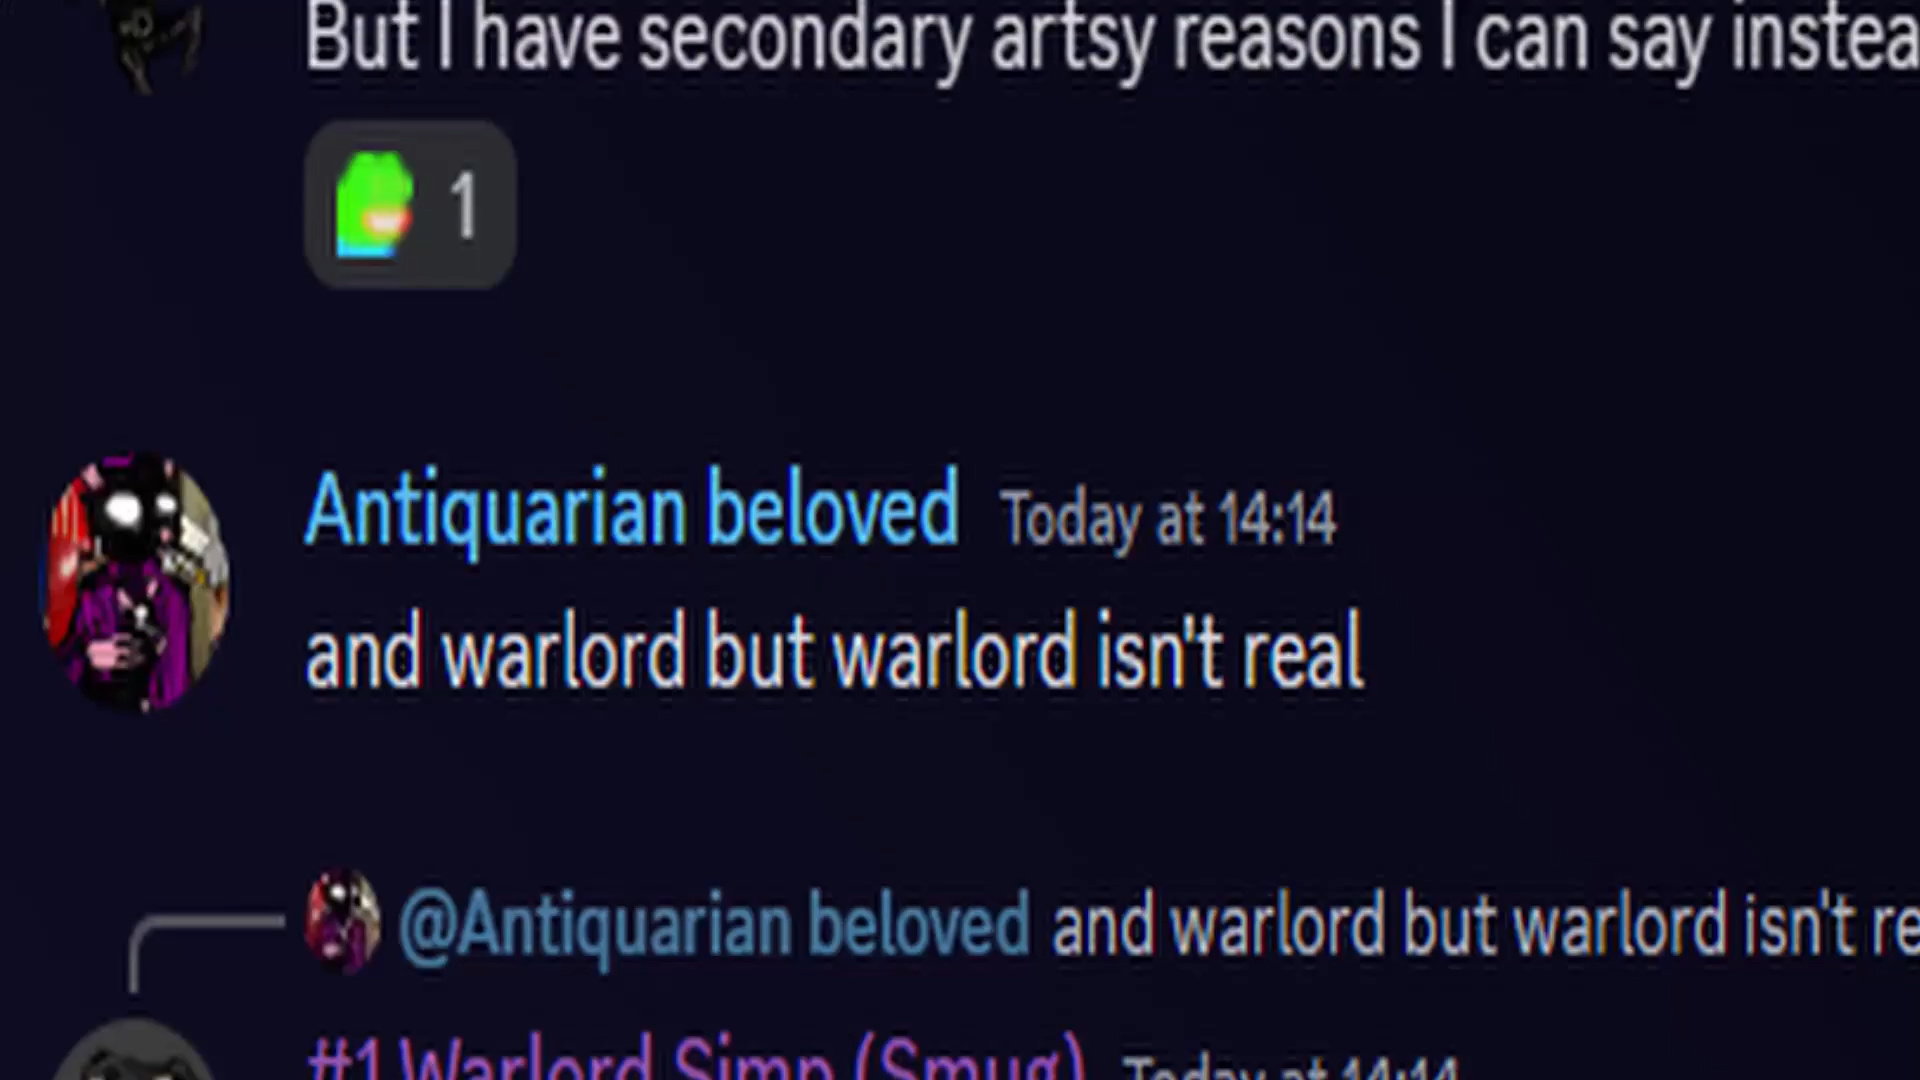 But I have secondary artsy reasons I can say instea
1
Antiquarian beloved Today at 14:14
and warlord but warlord isn't real
@Antiquarian beloved and warlord but warlord isn't re
#1 Warlord Simp (Smug) Today at 14:14